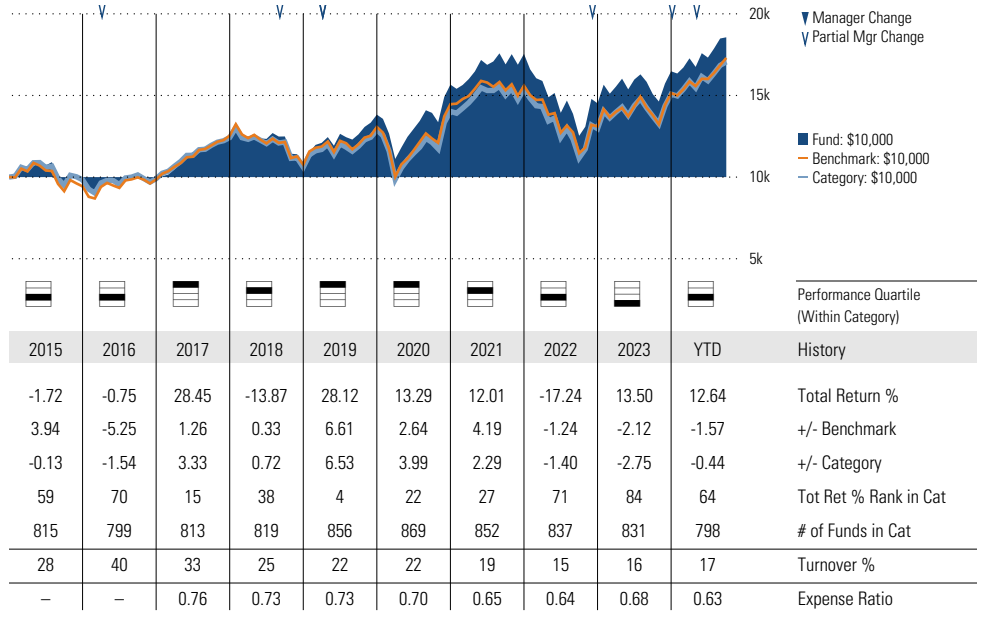 20k
Manager Change
Partial Mgr Change
15k
Fund: $10,000
Benchmark: $10,000
10k
Category: $10,000
5k
Performance Quartile
(Within Category)
2015 2016 2017 2018 2019 2020 2021 2022 2023 YTD History
-1.72 -0.75 28.45 -13.87 28.12 13.29 12.01 -17.24 13.50 12.64 Total Return %
3.94 -5.25 1.26 0.33 6.61 2.64 4.19 -1.24 -2.12 -1.57 +/- Benchmark
-0.13 -1.54 3.33 0.72 6.53 3.99 2.29 -1.40 -2.75 -0.44 +/- Category
59 70 15 38 4 22 27 71 84 64 Tot Ret % Rank in Cat
815 799 813 819 856 869 852 837 831 798 # of Funds in Cat
28 40 33 25 22 22 19 15 16 17 Turnover %
– – 0.76 0.73 0.73 0.70 0.65 0.64 0.68 0.63 Expense Ratio